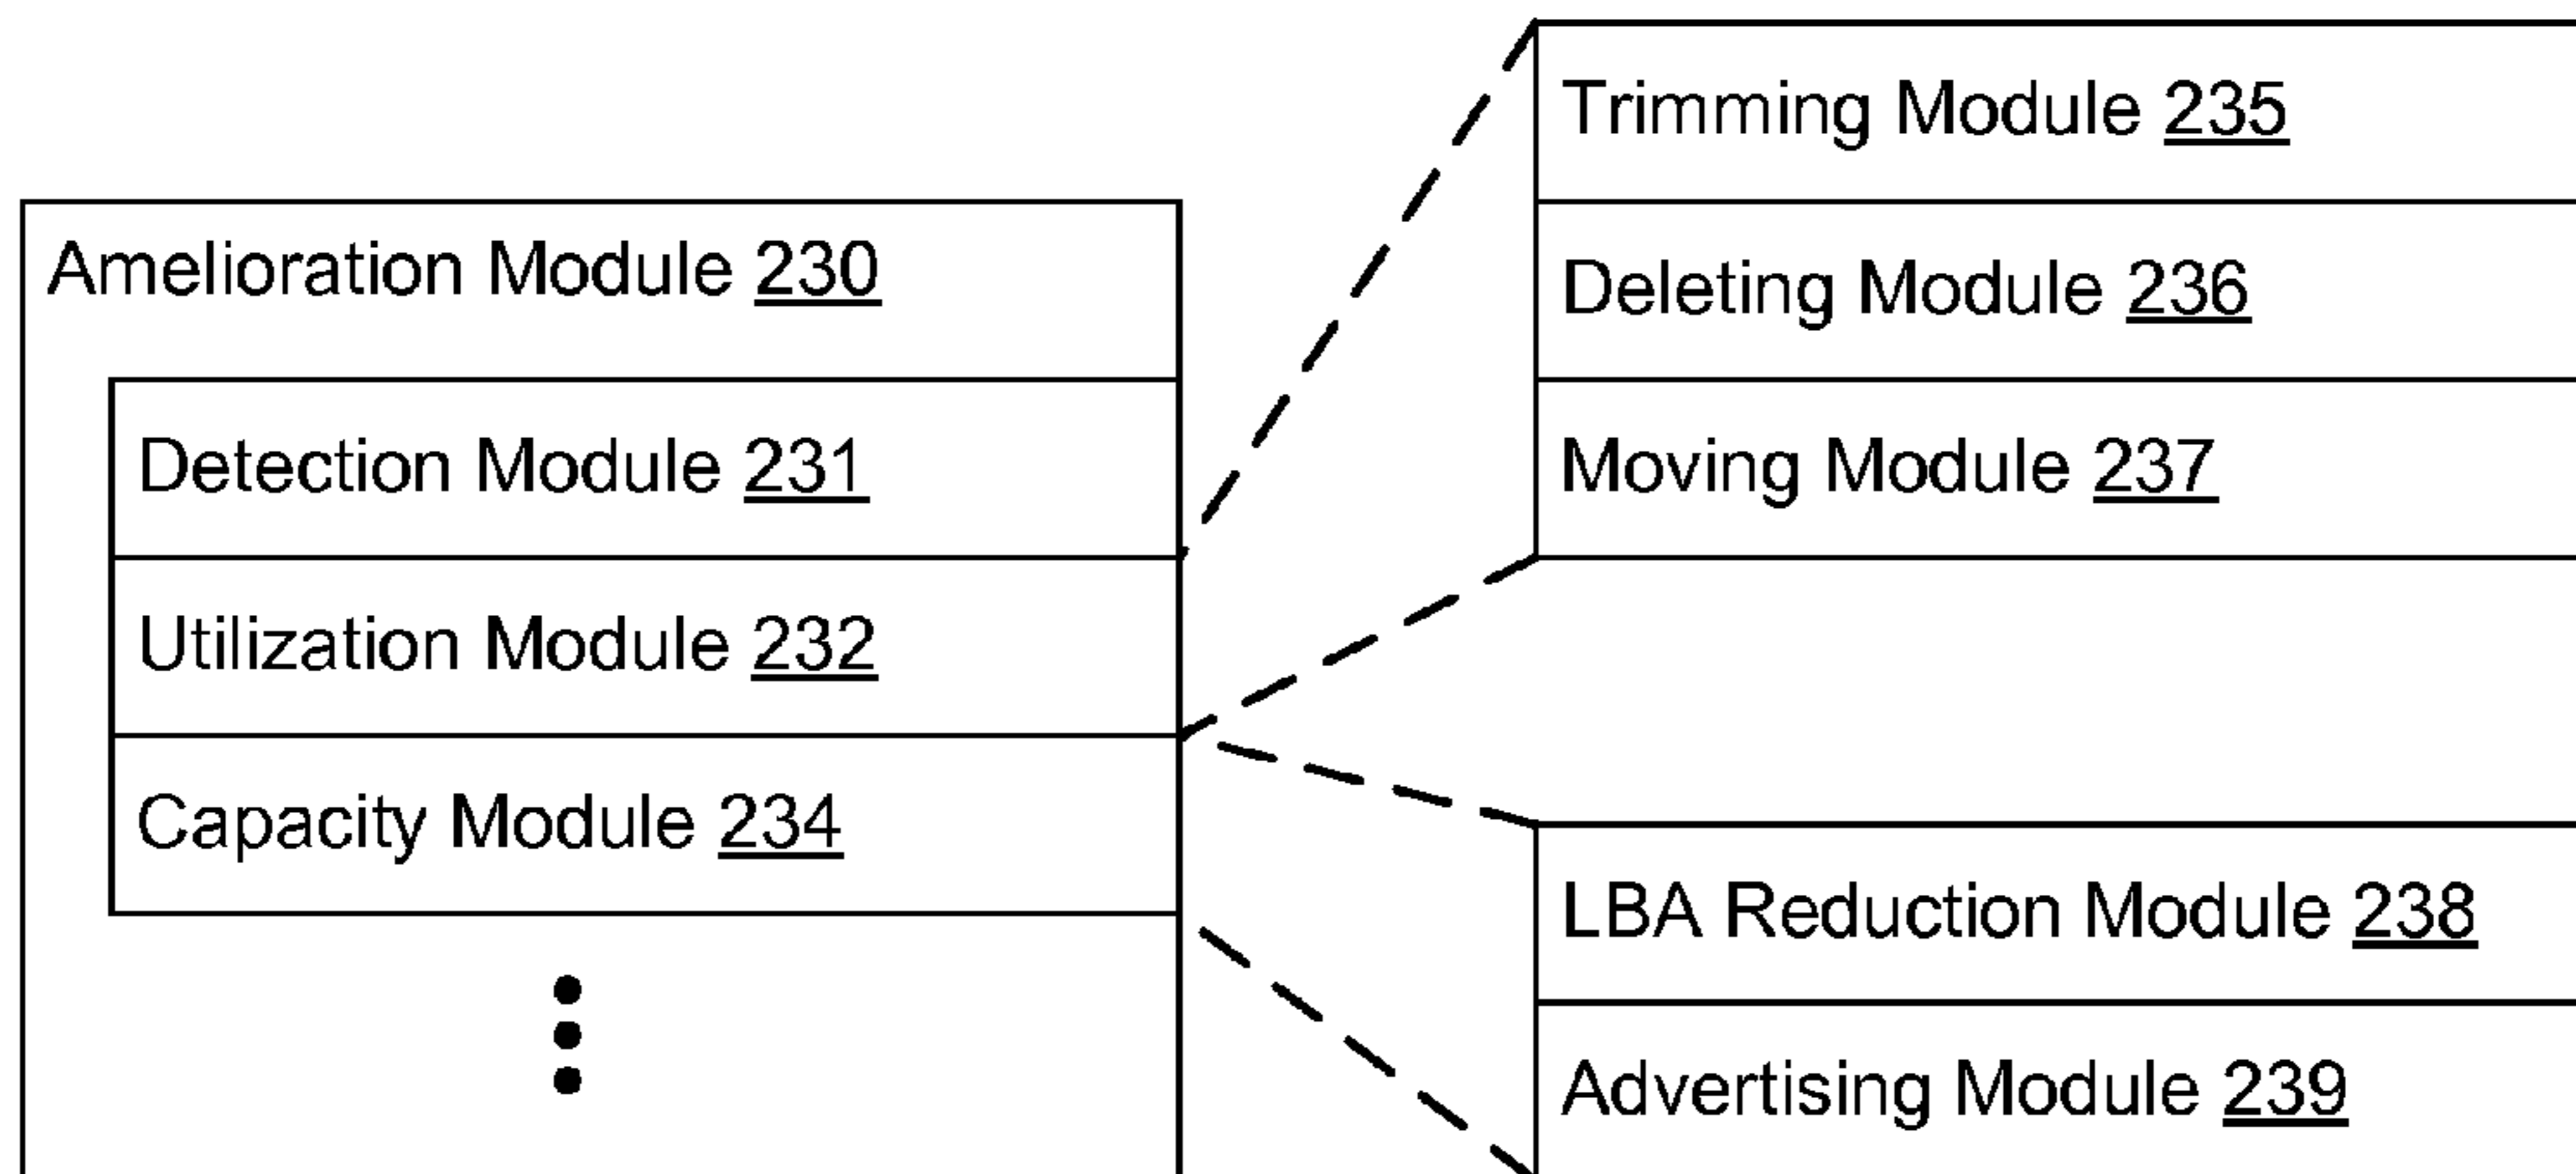 Amelioration Module 230
Detection Module 231
Utilization Module 232
Capacity Module 234
Trimming Module 235
Deleting Module 236
Moving Module 237
LBA Reduction Module 238
Advertising Module 239